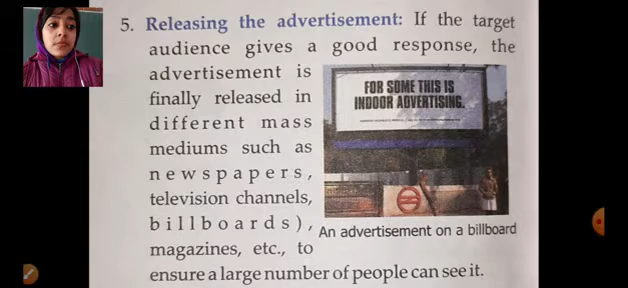 5. Releasing the advertisement: If the target
audience gives a good response, the
advertisement is
finally released in
different mass
mediums such as
newspapers,
television channels,
billboards),
magazines, etc., to
ensure a large number of people can see it.
FOR SOME THIS IS
INDOOR ADVERTISING.
An advertisement on a billboard